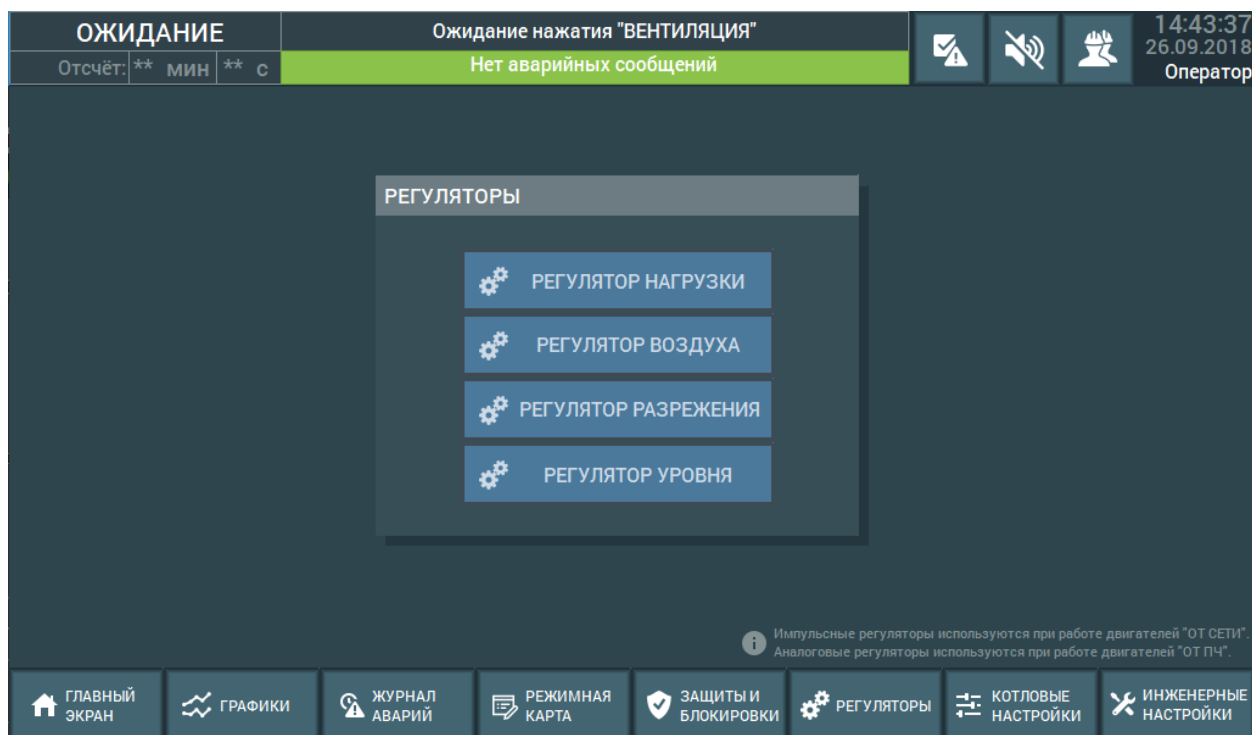 ОЖИДАНИЕ
Отсчёт: ** мин ** с
Ожидание нажатия "ВЕНТИЛЯЦИЯ"
Нет аварийных сообщений
14:43:37
26.09.2018
Оператор
РЕГУЛЯТОРЫ
РЕГУЛЯТОР НАГРУЗКИ
РЕГУЛЯТОР ВОЗДУХА
РЕГУЛЯТОР РАЗРЕЖЕНИЯ
РЕГУЛЯТОР УРОВНЯ
Импульсные регуляторы используются при работе двигателей "ОТ СЕТИ".
Аналоговые регуляторы используются при работе двигателей "ОТ ПЧ".
ГЛАВНЫЙ
ЭКРАН
ГРАФИКИ
ЖУРНАЛ
АВАРИЙ
РЕЖИМНАЯ
КАРТА
ЗАЩИТЫ И
БЛОКИРОВКИ
РЕГУЛЯТОРЫ
КОТЛОВЫЕ
НАСТРОЙКИ
ИНЖЕНЕРНЫЕ
НАСТРОЙКИ